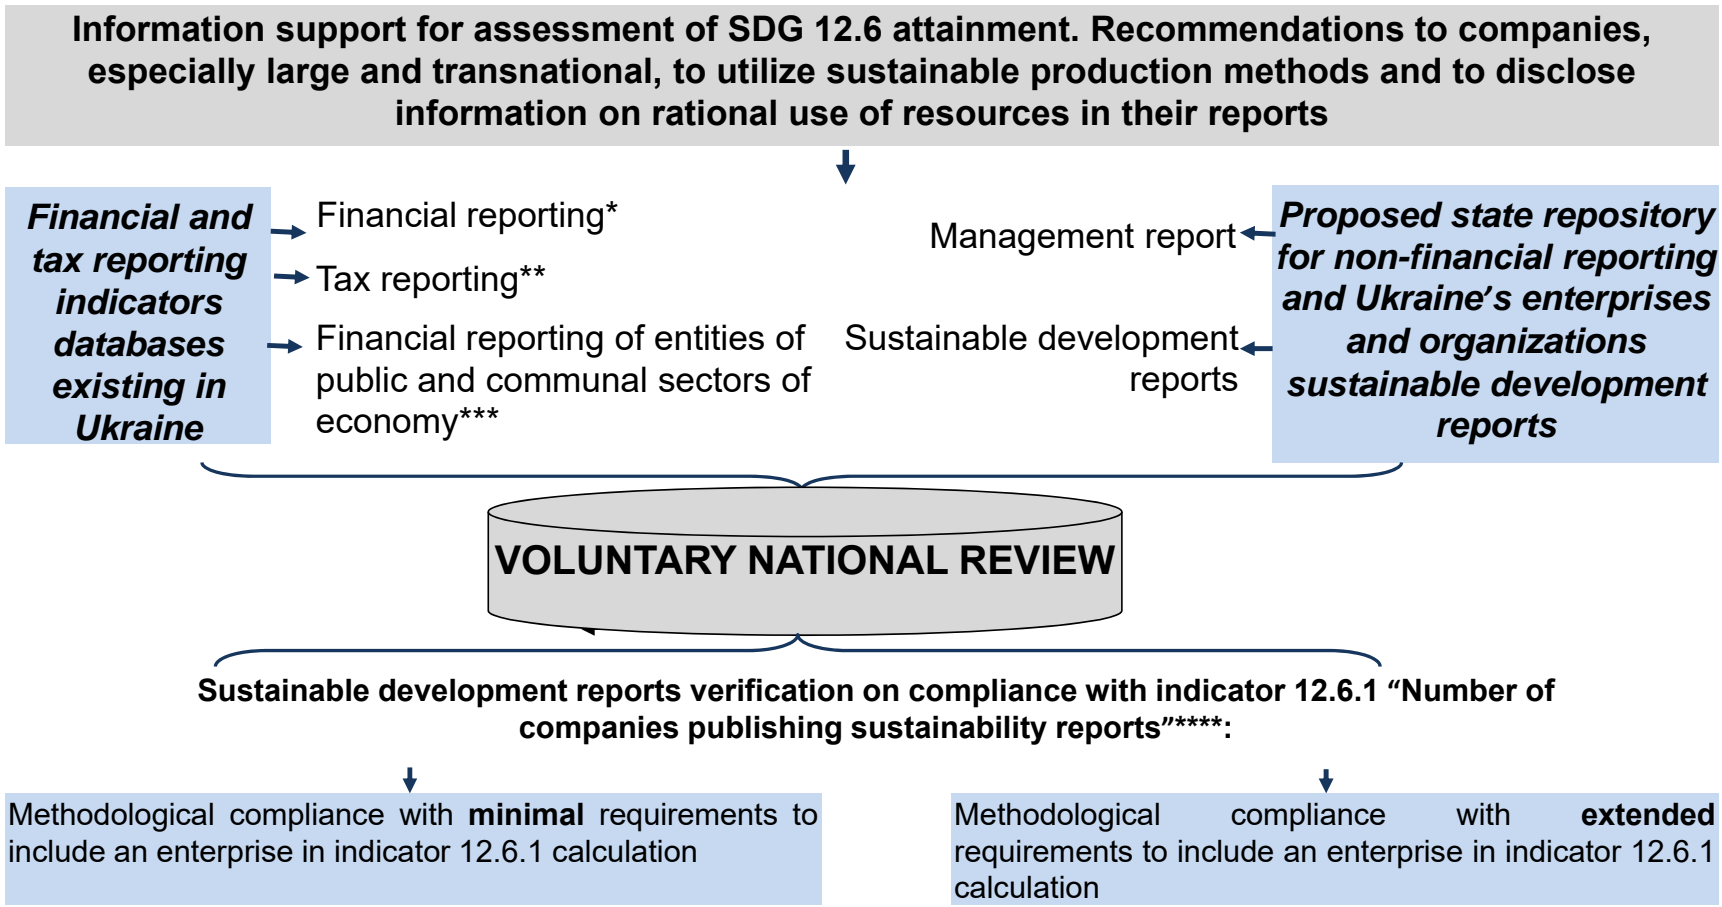 Information support for assessment of SDG 12.6 attainment. Recommendations to companies,
especially large and transnational, to utilize sustainable production methods and to disclose
information on rational use of resources in their reports
Financial and
tax reporting
indicators
databases
existing in
Ukraine
Financial reporting*
Tax reporting**
Financial reporting of entities of
public and communal sectors of
economy***
Management report
Sustainable development
reports
Proposed state repository
for non-financial reporting
and Ukraine’s enterprises
and organizations
sustainable development
reports
VOLUNTARY NATIONAL REVIEW
Sustainable development reports verification on compliance with indicator 12.6.1 “Number of
companies publishing sustainability reports”****:
Methodological compliance with minimal requirements to
include an enterprise in indicator 12.6.1 calculation
Methodological compliance with extended
requirements to include an enterprise in indicator 12.6.1
calculation